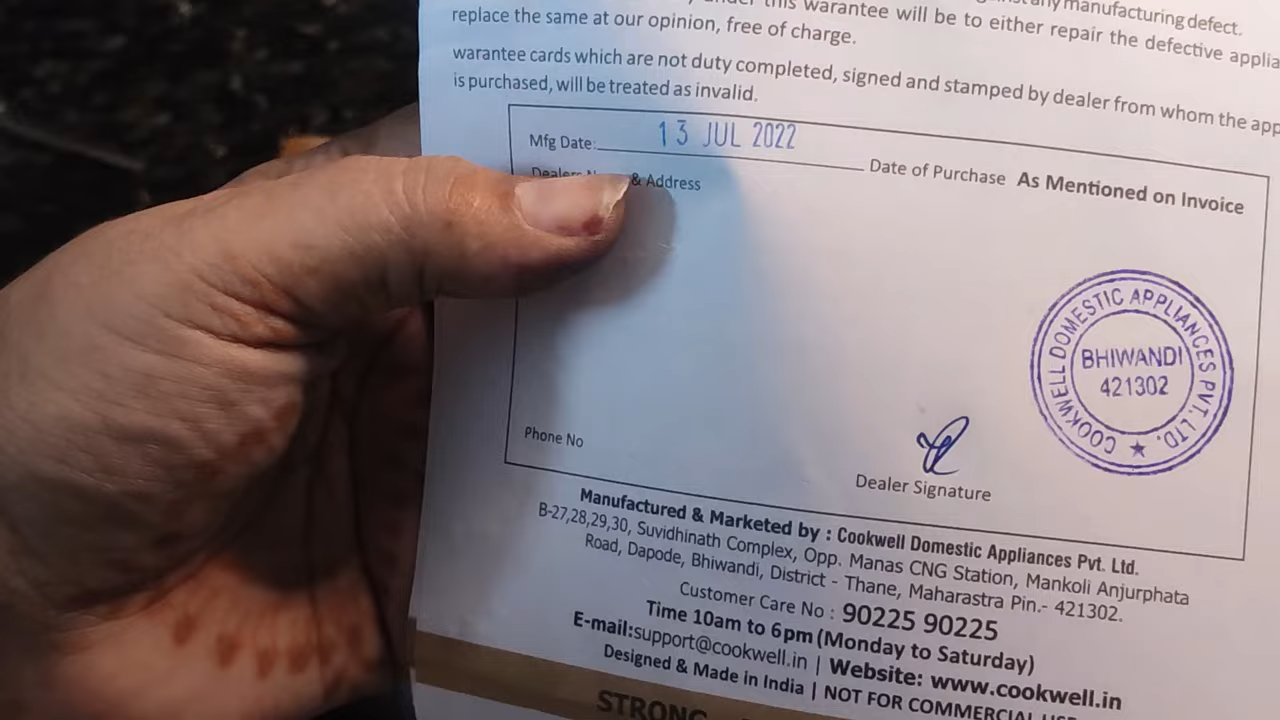 any manufacturing defect.
this warantee will be to either repair the defective applia
replace the same at our opinion, free of charge.
warantee cards which are not duty completed, signed and stamped by dealer from whom the app
is purchased, will be treated as invalid.
Mfg Date: 13 JUL 2022 Date of Purchase As Mentioned on Invoice
Dealers & Address
COOKWELL DOMESTIC APPLIANCES PVT. LTD.
BHIWANDI
421302
Phone No
Dealer Signature
Manufactured & Marketed by : Cookwell Domestic Appliances Pvt. Ltd.
B-27,28,29,30, Suvidhinath Complex, Opp. Manas CNG Station, Mankoli Anjurphata
Road, Dapode, Bhiwandi, District - Thane, Maharastra Pin.- 421302.
Customer Care No : 90225 90225
Time 10am to 6pm (Monday to Saturday)
E-mail:support@cookwell.in | Website: www.cookwell.in
Designed & Made in India | NOT FOR COMMERCIAL USE
STRONG